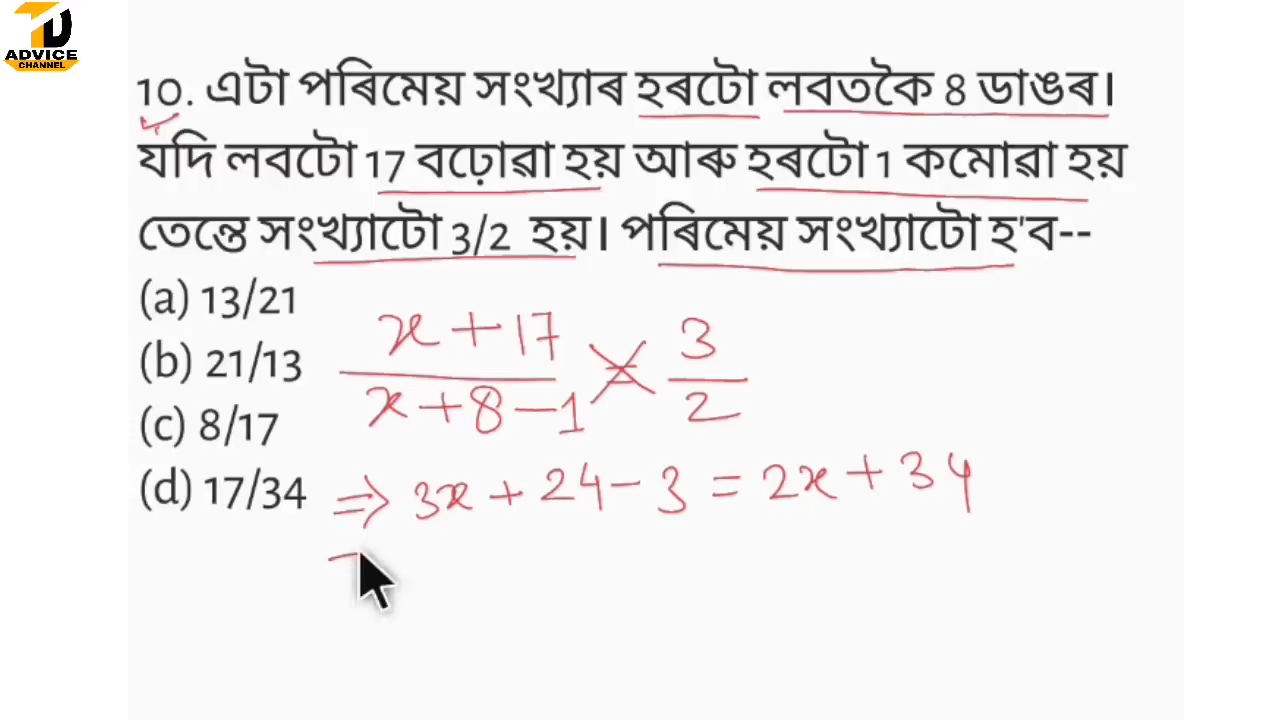 TD
ADVICE
CHANNEL
10. এটা পৰিমেয় সংখ্যাৰ হৰটো লবতকৈ 8 ডাঙৰ।
যদি লবটো 17 বঢ়োৱা হয় আৰু হৰটো 1 কমোৱা হয়
তেন্তে সংখ্যাটো 3/2 হয়। পৰিমেয় সংখ্যাটো হ'ব--
(a) 13/21
(b) 21/13
(c) 8/17
(d) 17/34
x + 17 / x + 8 - 1 = 3 / 2
⇒ 3x + 24 - 3 = 2x + 34